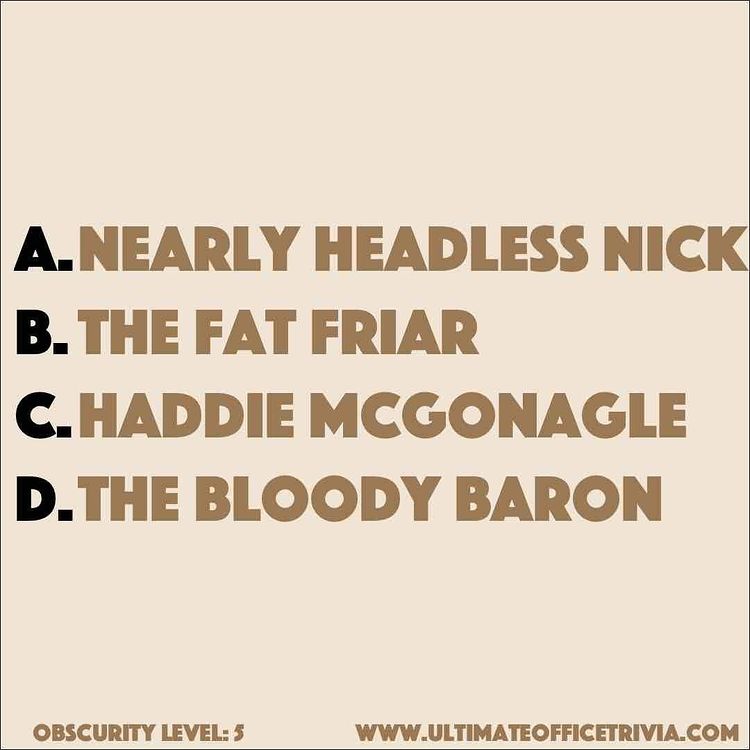 A. NEARLY HEADLESS NICK
B. THE FAT FRIAR
C. HADDIE MCGONAGLE
D. THE BLOODY BARON
OBSCURITY LEVEL: 5 WWW.ULTIMATEOFFICETRIVIA.COM